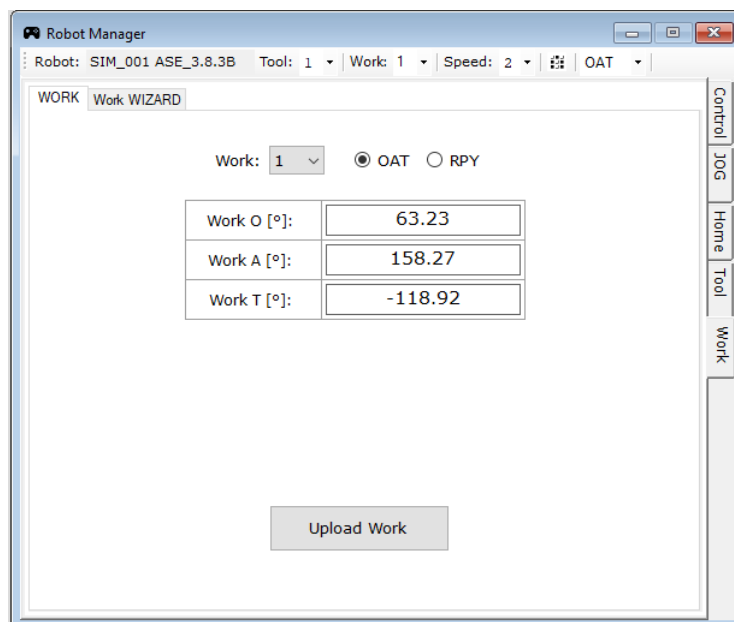 Robot Manager
Robot: SIM_001 ASE_3.8.3B Tool: 1 Work: 1 Speed: 2 OAT
WORK Work WIZARD
Work: 1 OAT RPY
Work O [°]: 63.23
Work A [°]: 158.27
Work T [°]: -118.92
Upload Work
Control
JOG
Home
Tool
Work